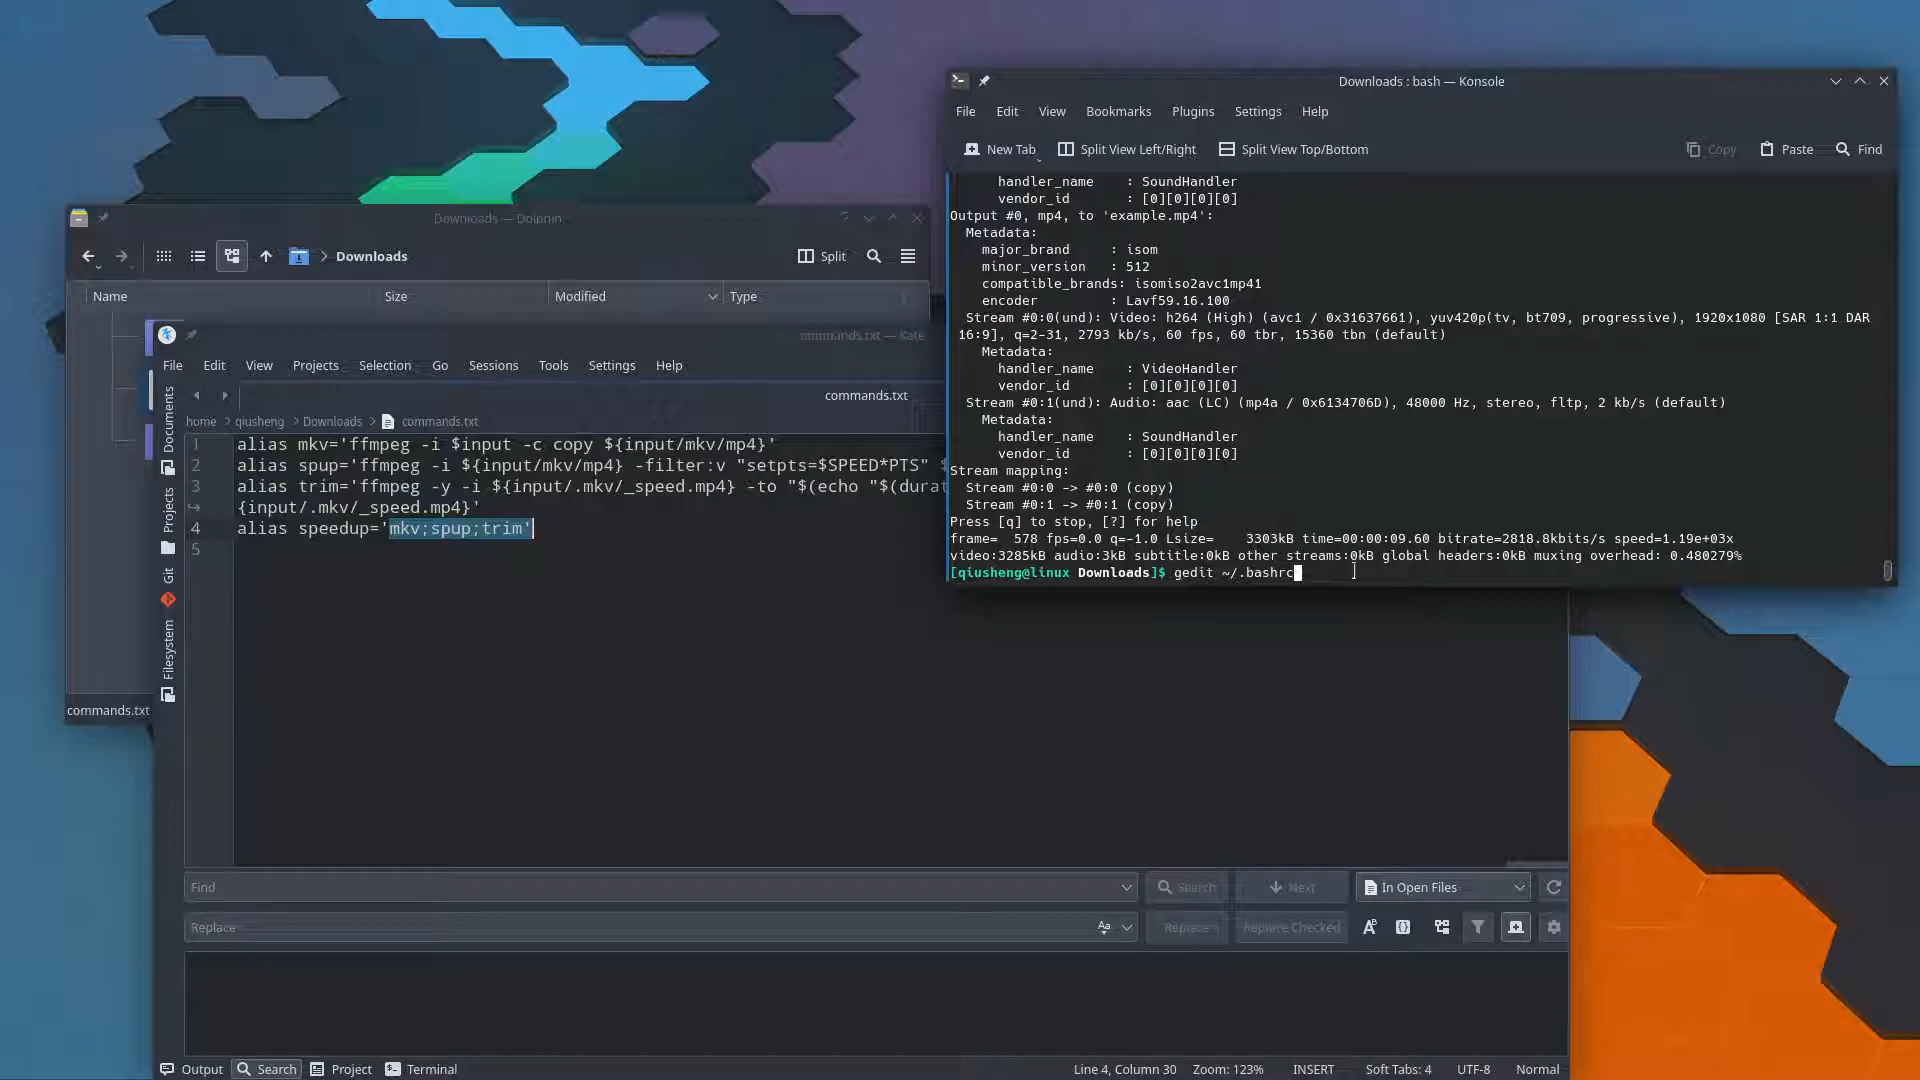 Downloads : bash — Konsole
File Edit View Bookmarks Plugins Settings Help
New Tab Split View Left/Right Split View Top/Bottom Copy Paste Find
handler_name    : SoundHandler
vendor_id       : [0][0][0][0]
Output #0, mp4, to 'example.mp4':
Metadata:
major_brand     : isom
minor_version   : 512
compatible_brands: isomiso2avc1mp41
encoder         : Lavf59.16.100
Stream #0:0(und): Video: h264 (High) (avc1 / 0x31637661), yuv420p(tv, bt709, progressive), 1920x1080 [SAR 1:1 DAR
16:9], q=2-31, 2793 kb/s, 60 fps, 60 tbr, 15360 tbn (default)
Metadata:
handler_name    : VideoHandler
vendor_id       : [0][0][0][0]
Stream #0:1(und): Audio: aac (LC) (mp4a / 0x6134706D), 48000 Hz, stereo, fltp, 2 kb/s (default)
Metadata:
handler_name    : SoundHandler
vendor_id       : [0][0][0][0]
Stream mapping:
Stream #0:0 -> #0:0 (copy)
Stream #0:1 -> #0:1 (copy)
Press [q] to stop, [?] for help
frame=  578 fps=0.0 q=-1.0 Lsize=    3303kB time=00:00:09.60 bitrate=2818.8kbits/s speed=1.19e+03x
video:3285kB audio:3kB subtitle:0kB other streams:0kB global headers:0kB muxing overhead: 0.480279%
[qiusheng@linux Downloads]$ gedit ~/.bashrc
Downloads — Dolphin
Downloads Split
Name Size Modified Type
commands.txt
commands.txt — Kate
File Edit View Projects Selection Go Sessions Tools Settings Help
commands.txt
home > qiusheng > Downloads > commands.txt
Documents
Projects
Git
Filesystem
1 alias mkv='ffmpeg -i $input -c copy ${input/mkv/mp4}'
2 alias spup='ffmpeg -i ${input/mkv/mp4} -filter:v "setpts=$SPEED*PTS" $
3 alias trim='ffmpeg -y -i ${input/.mkv/_speed.mp4} -to "$(echo "$(durat
{input/.mkv/_speed.mp4}'
4 alias speedup='mkv;spup;trim'
5
Find Search Next In Open Files
Replace Replace Replace Checked
Output Search Project Terminal Line 4, Column 30 Zoom: 123% INSERT Soft Tabs: 4 UTF-8 Normal